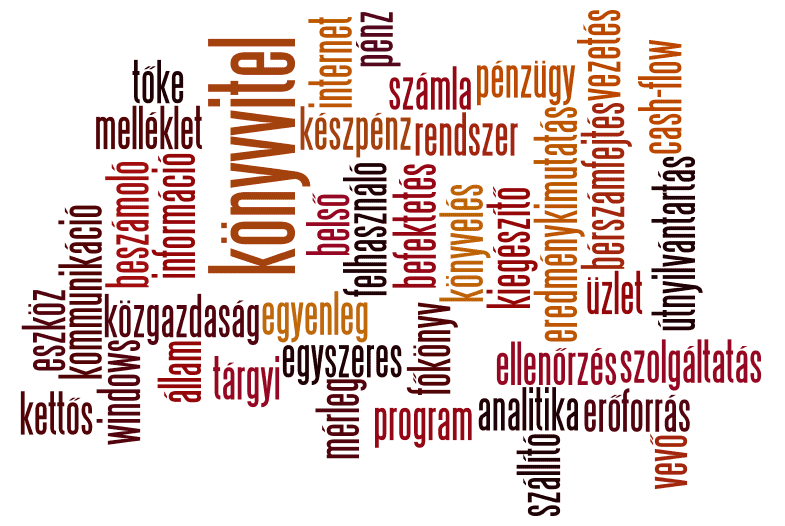 könyvvitel
internet
pénz
tőke
számla
pénzügy
vezetés
cash-flow
melléklet
készpénz
rendszer
eredménykimutatás
bérszámfejtés
beszámoló
információ
belső
felhasználó
befektetés
könyvelés
kiegészítő
útnyilvántartás
üzlet
eszköz
kommunikáció
közgazdaság
egyenleg
főkönyv
windows
állam
tárgyi
egyszeres
ellenőrzés
szolgáltatás
kettős
-
mérleg
program
analitika
erőforrás
szállító
vevő